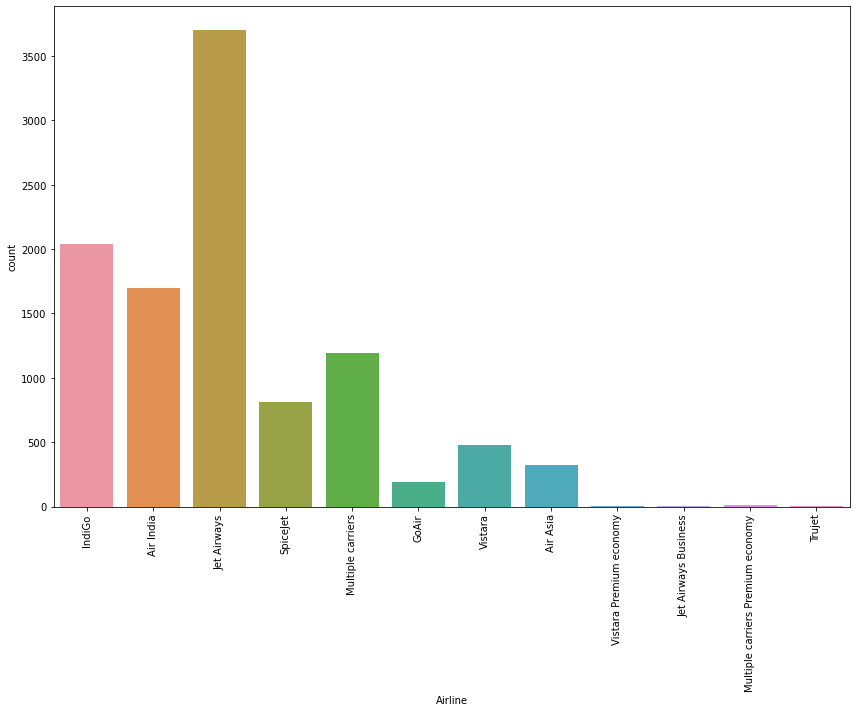 3500
3000
2500
2000
1500
1000
500
0
count
IndiGo
Air India
Jet Airways
SpiceJet
Multiple carriers
GoAir
Vistara
Air Asia
Vistara Premium economy
Jet Airways Business
Multiple carriers Premium economy
Trujet
Airline